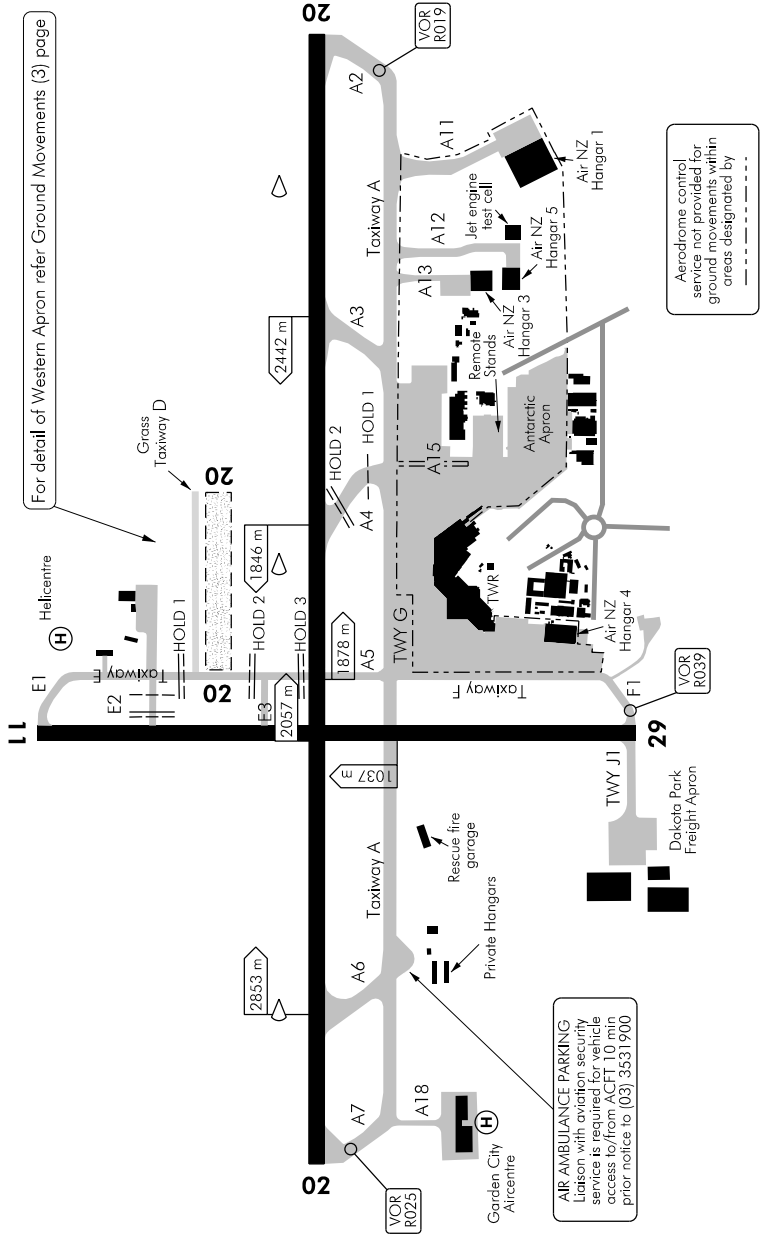 For detail of Western Apron refer Ground Movements (3) page
11
E1
H
Helicentre
Grass
Taxiway D
E2
Taxiway E
HOLD 1
20
02
E3
HOLD 2
HOLD 3
2853 m
2057 m
1846 m
2442 m
02
20
1878 m
1037 m
VOR
R025
A7
A6
A5
A4
HOLD 2
HOLD 1
A3
A2
VOR
R019
Taxiway A
Taxiway A
TWY G
A18
H
Garden City
Aircentre
Private Hangars
Rescue fire
garage
Taxiway F
TWR
A15
Remote
Stands
A13
A12
A11
Jet engine
test cell
Air NZ
Hangar 3
Air NZ
Hangar 5
Air NZ
Hangar 1
Antarctic
Apron
Air NZ
Hangar 4
AIR AMBULANCE PARKING
Liaison with aviation security
service is required for vehicle
access to/from ACFT 10 min
prior notice to (03) 3531900
TWY J1
29
F1
VOR
R039
Dakota Park
Freight Apron
Aerodrome control
service not provided for
ground movements within
areas designated by